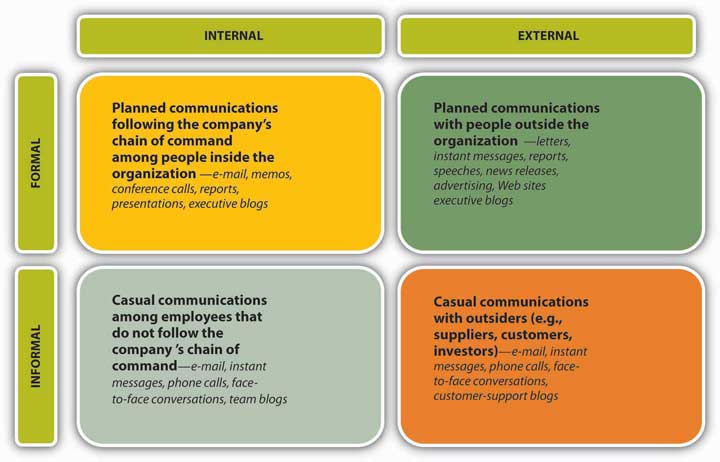 INTERNAL
EXTERNAL
FORMAL
Planned communications
following the company's
chain of command
among people inside the
organization —e-mail, memos,
conference calls, reports,
presentations, executive blogs
Planned communications
with people outside the
organization —letters,
instant messages, reports,
speeches, news releases,
advertising, Web sites
executive blogs
INFORMAL
Casual communications
among employees that
do not follow the
company 's chain of
command—e-mail, instant
messages, phone calls, face-
to-face conversations, team blogs
Casual communications
with outsiders (e.g.,
suppliers, customers,
investors)—e-mail, instant
messages, phone calls, face-
to-face conversations,
customer-support blogs